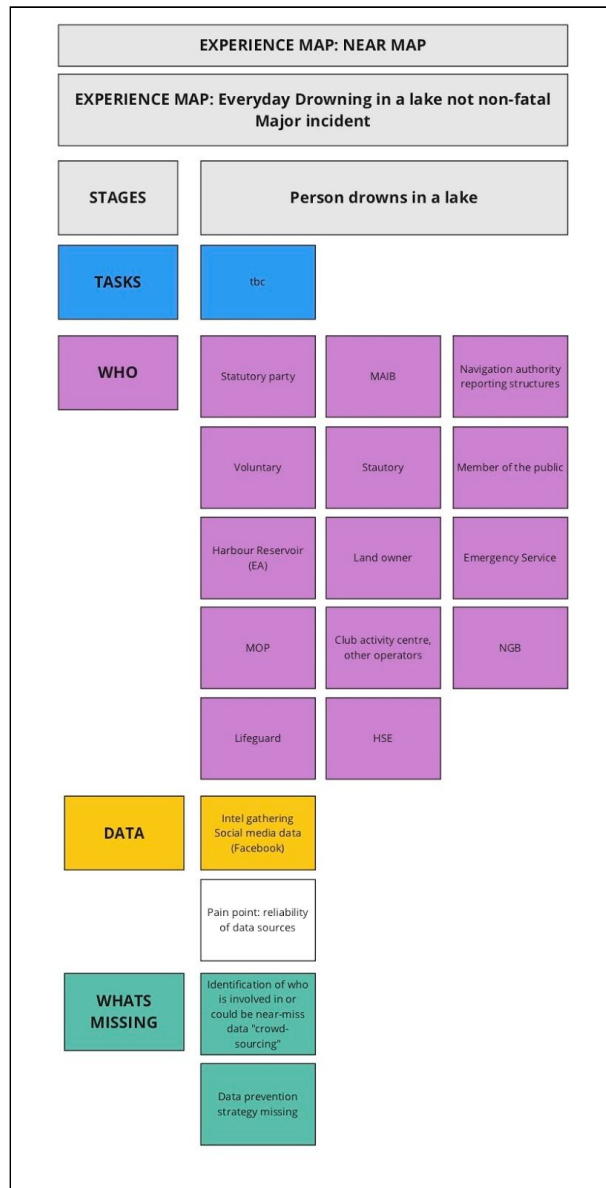 EXPERIENCE MAP: NEAR MAP
EXPERIENCE MAP: Everyday Drowning in a lake not non-fatal
Major incident
STAGES
Person drowns in a lake
TASKS
tbc
WHO
Statutory party
MAIB
Navigation authority
reporting structures
Voluntary
Stautory
Member of the public
Harbour Reservoir
(EA)
Land owner
Emergency Service
MOP
Club activity centre,
other operators
NGB
Lifeguard
HSE
DATA
Intel gathering
Social media data
(Facebook)
Pain point: reliability
of data sources
WHATS
MISSING
Identification of who
is involved in or
could be near-miss
data "crowd-
sourcing"
Data prevention
strategy missing